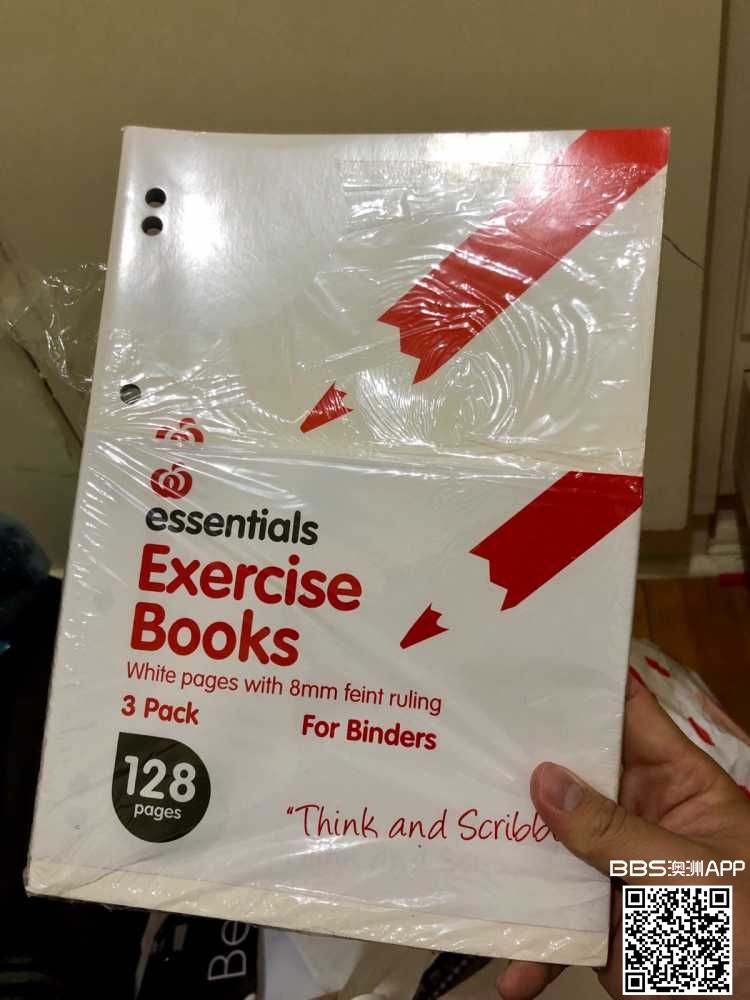 essentials
Exercise
Books
White pages with 8mm feint ruling
3 Pack
For Binders
128
pages
"Think and
BBS澳洲APP